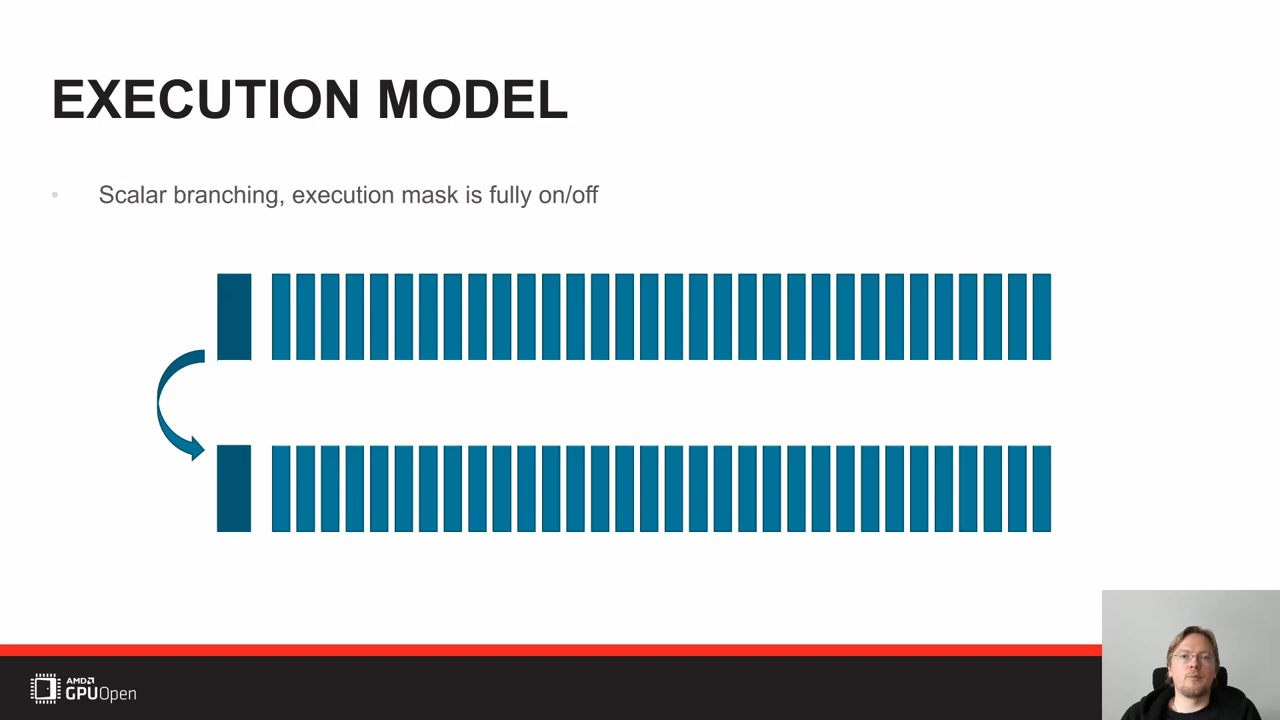 EXECUTION MODEL
• Scalar branching, execution mask is fully on/off
AMD
GPUOpen